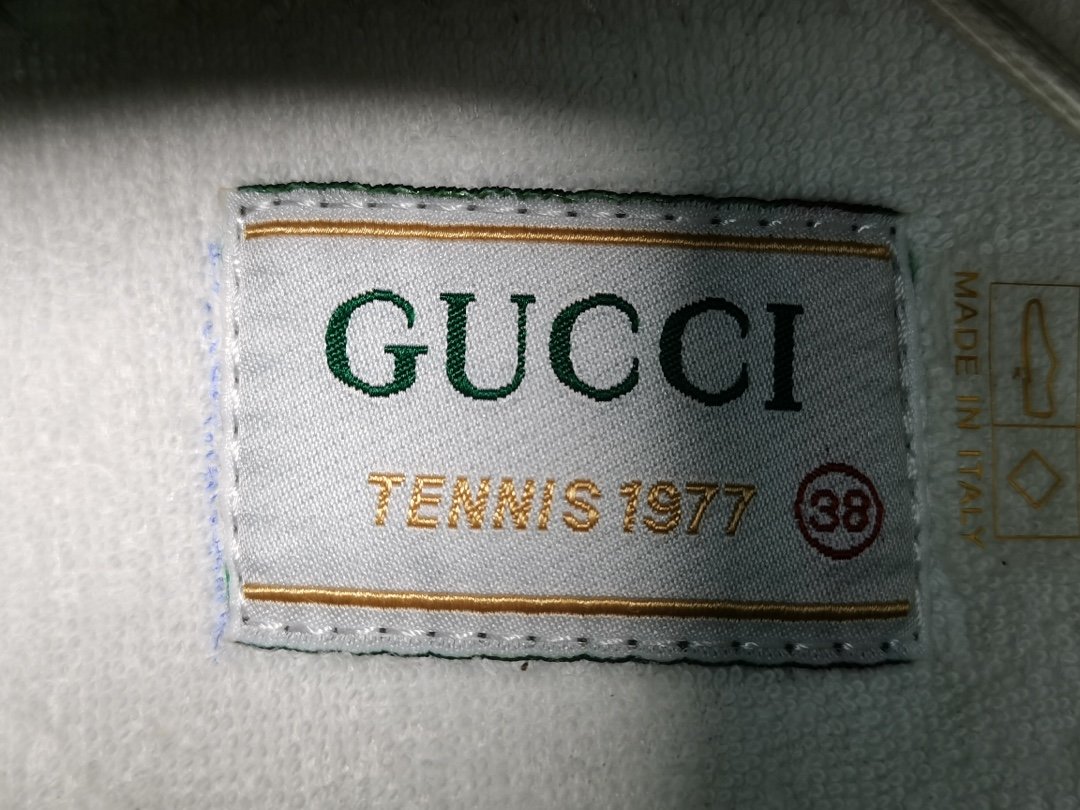 GUCCI
TENNIS 1977 38
MADE IN ITALY